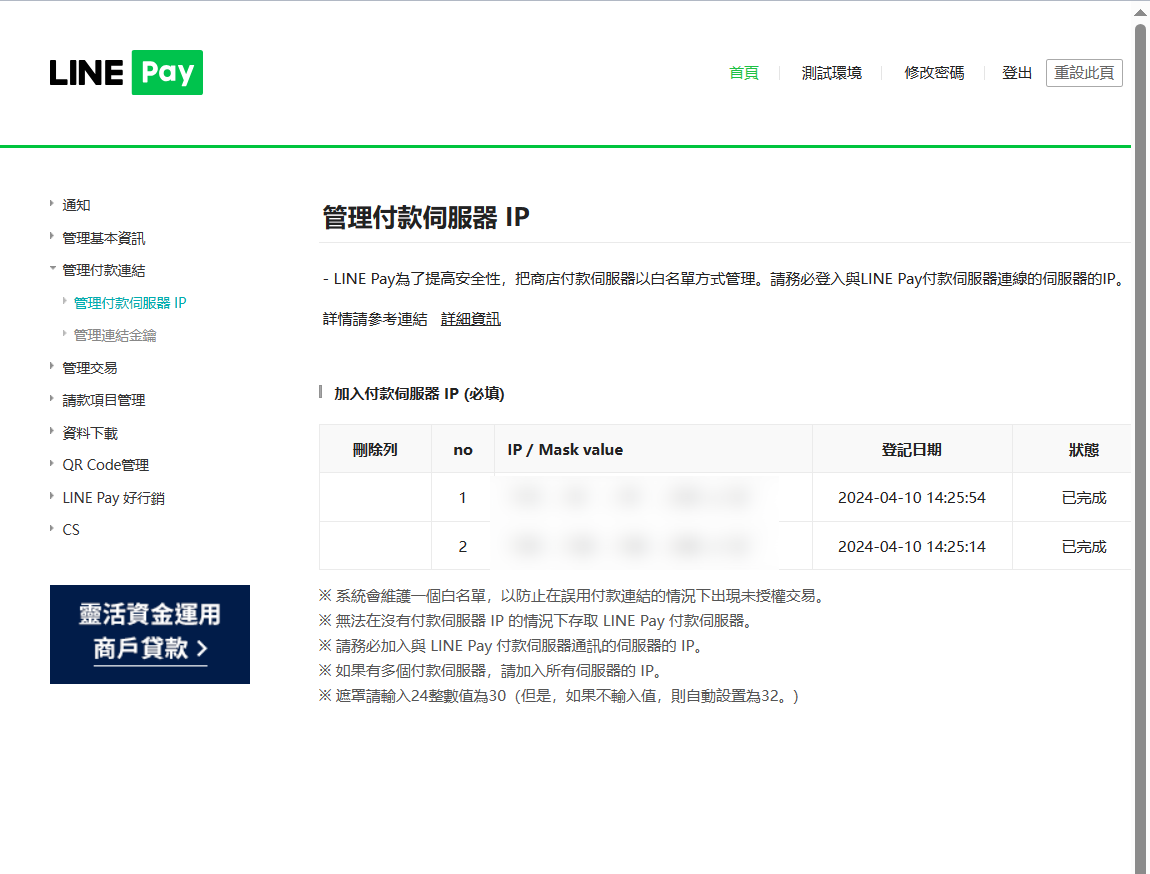 LINE Pay
首頁
測試環境
修改密碼
登出
重設此頁
通知
管理基本資訊
管理付款連結
管理付款伺服器 IP
管理連結金鑰
管理交易
請款項目管理
資料下載
QR Code管理
LINE Pay 好行銷
CS
靈活資金運用
商戶貸款 >
管理付款伺服器 IP
- LINE Pay為了提高安全性，把商店付款伺服器以白名單方式管理。請務必登入與LINE Pay付款伺服器連線的伺服器的IP。
詳情請參考連結 詳細資訊
加入付款伺服器 IP (必填)
刪除列 no IP / Mask value 登記日期 狀態
1 2024-04-10 14:25:54 已完成
2 2024-04-10 14:25:14 已完成
※ 系統會維護一個白名單，以防止在誤用付款連結的情況下出現未授權交易。
※ 無法在沒有付款伺服器 IP 的情況下存取 LINE Pay 付款伺服器。
※ 請務必加入與 LINE Pay 付款伺服器通訊的伺服器的 IP。
※ 如果有多個付款伺服器，請加入所有伺服器的 IP。
※ 遮罩請輸入24整數值為30（但是，如果不輸入值，則自動設置為32。）